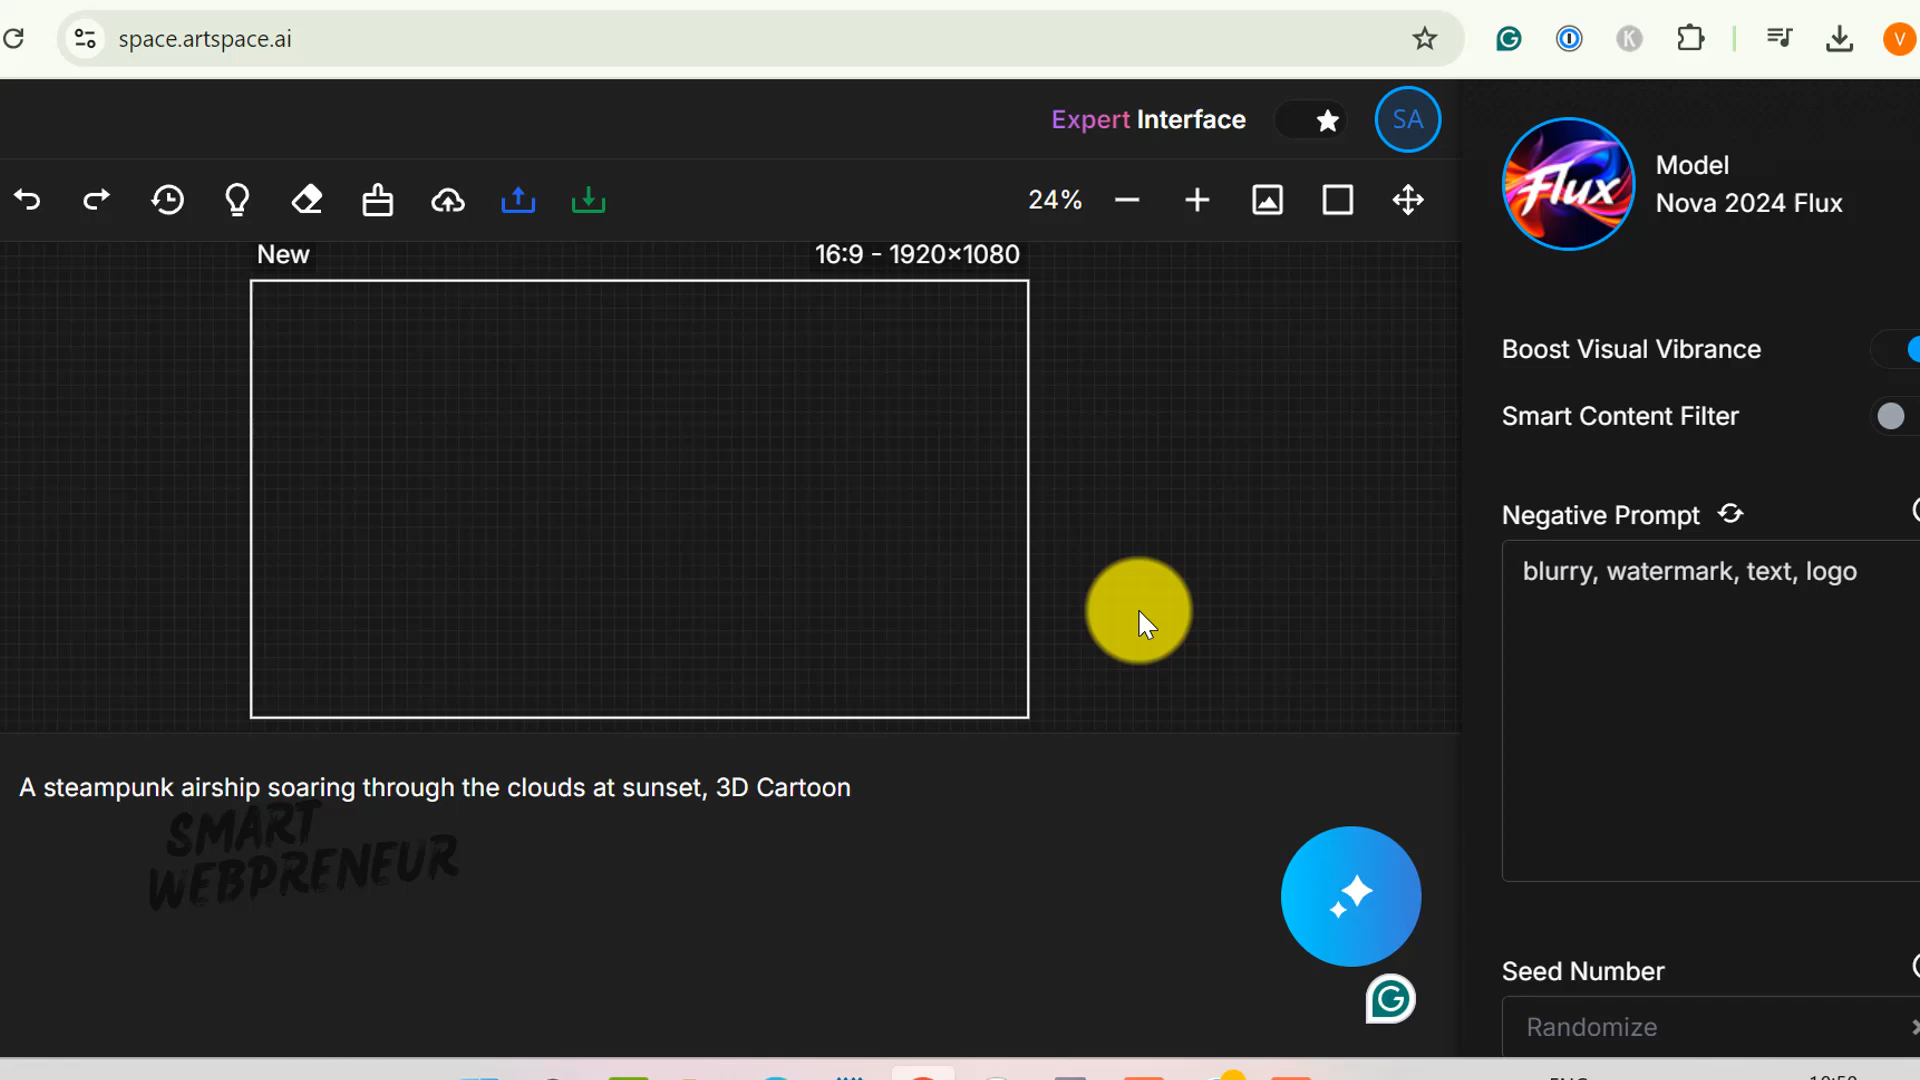 space.artspace.ai
K
V
Expert Interface
SA
24%
Flux
Model
Nova 2024 Flux
New
16:9 - 1920×1080
Boost Visual Vibrance
Smart Content Filter
Negative Prompt
blurry, watermark, text, logo
A steampunk airship soaring through the clouds at sunset, 3D Cartoon
SMART
WEBPRENEUR
Seed Number
Randomize